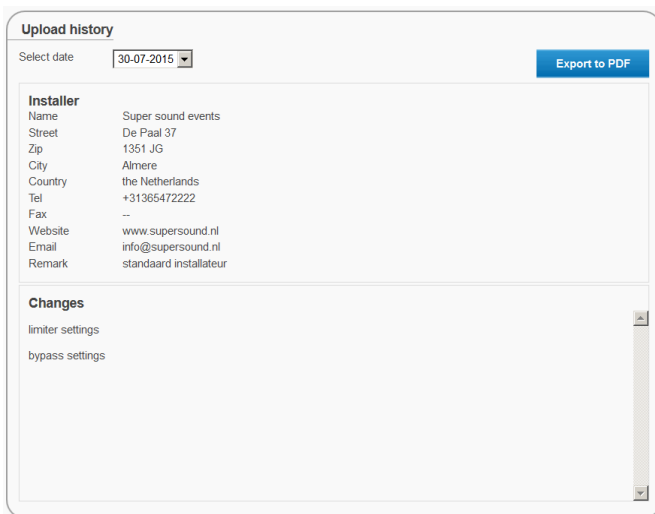 Upload history
Select date 30-07-2015
Export to PDF
Installer
Name Super sound events
Street De Paal 37
Zip 1351 JG
City Almere
Country the Netherlands
Tel +31365472222
Fax --
Website www.supersound.nl
Email info@supersound.nl
Remark standaard installateur
Changes
limiter settings
bypass settings